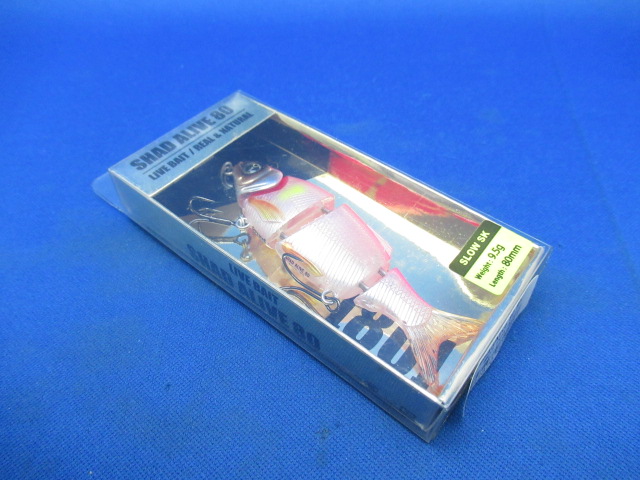 SHAD ALIVE 80
LIVE BAIT / REAL & NATURAL
SLOW SK
Weight: 9.5g
Length: 80mm
LIVE BAIT
SHAD ALIVE 80